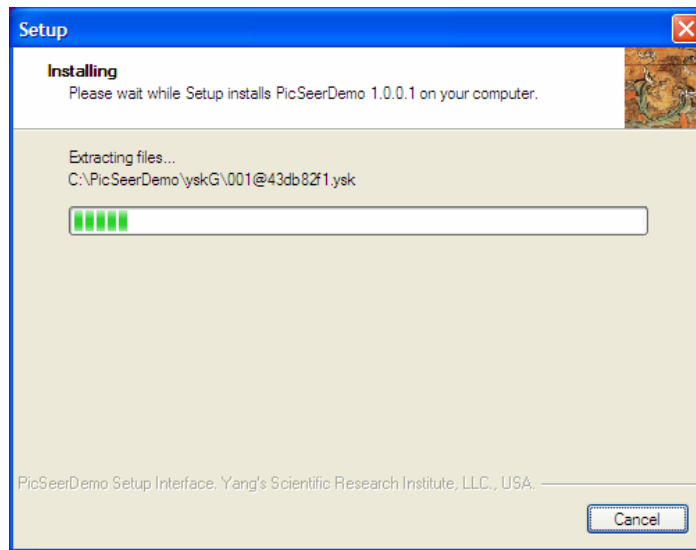 Setup
Installing
Please wait while Setup installs PicSeerDemo 1.0.0.1 on your computer.
Extracting files...
C:\PicSeerDemo\yskG\001@43db82f1.ysk
PicSeerDemo Setup Interface. Yang's Scientific Research Institute, LLC., USA.
Cancel